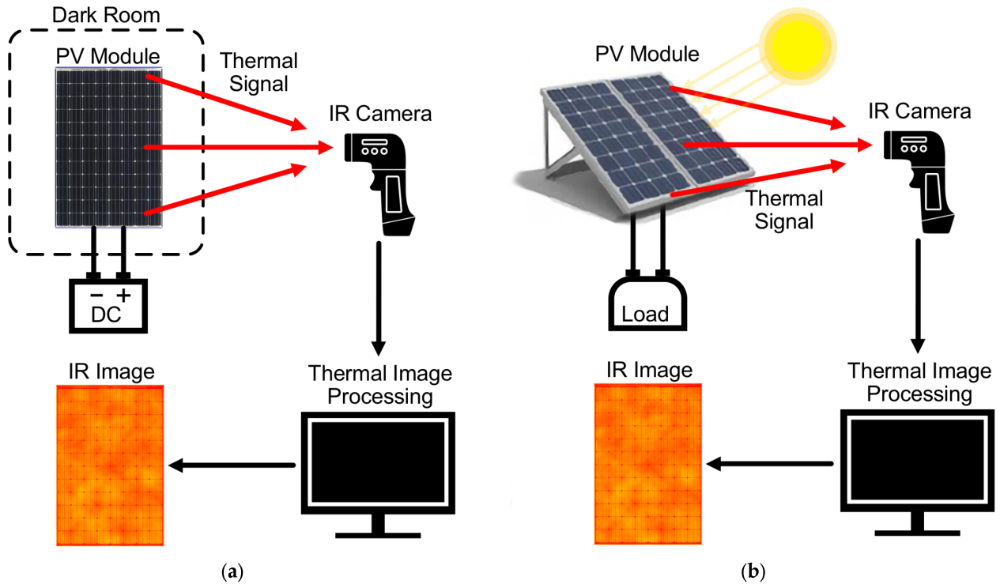 Dark Room
PV Module
Thermal
Signal
IR Camera
− +
DC
IR Image
Thermal Image
Processing
(a)
PV Module
IR Camera
Thermal
Signal
Load
IR Image
Thermal Image
Processing
(b)